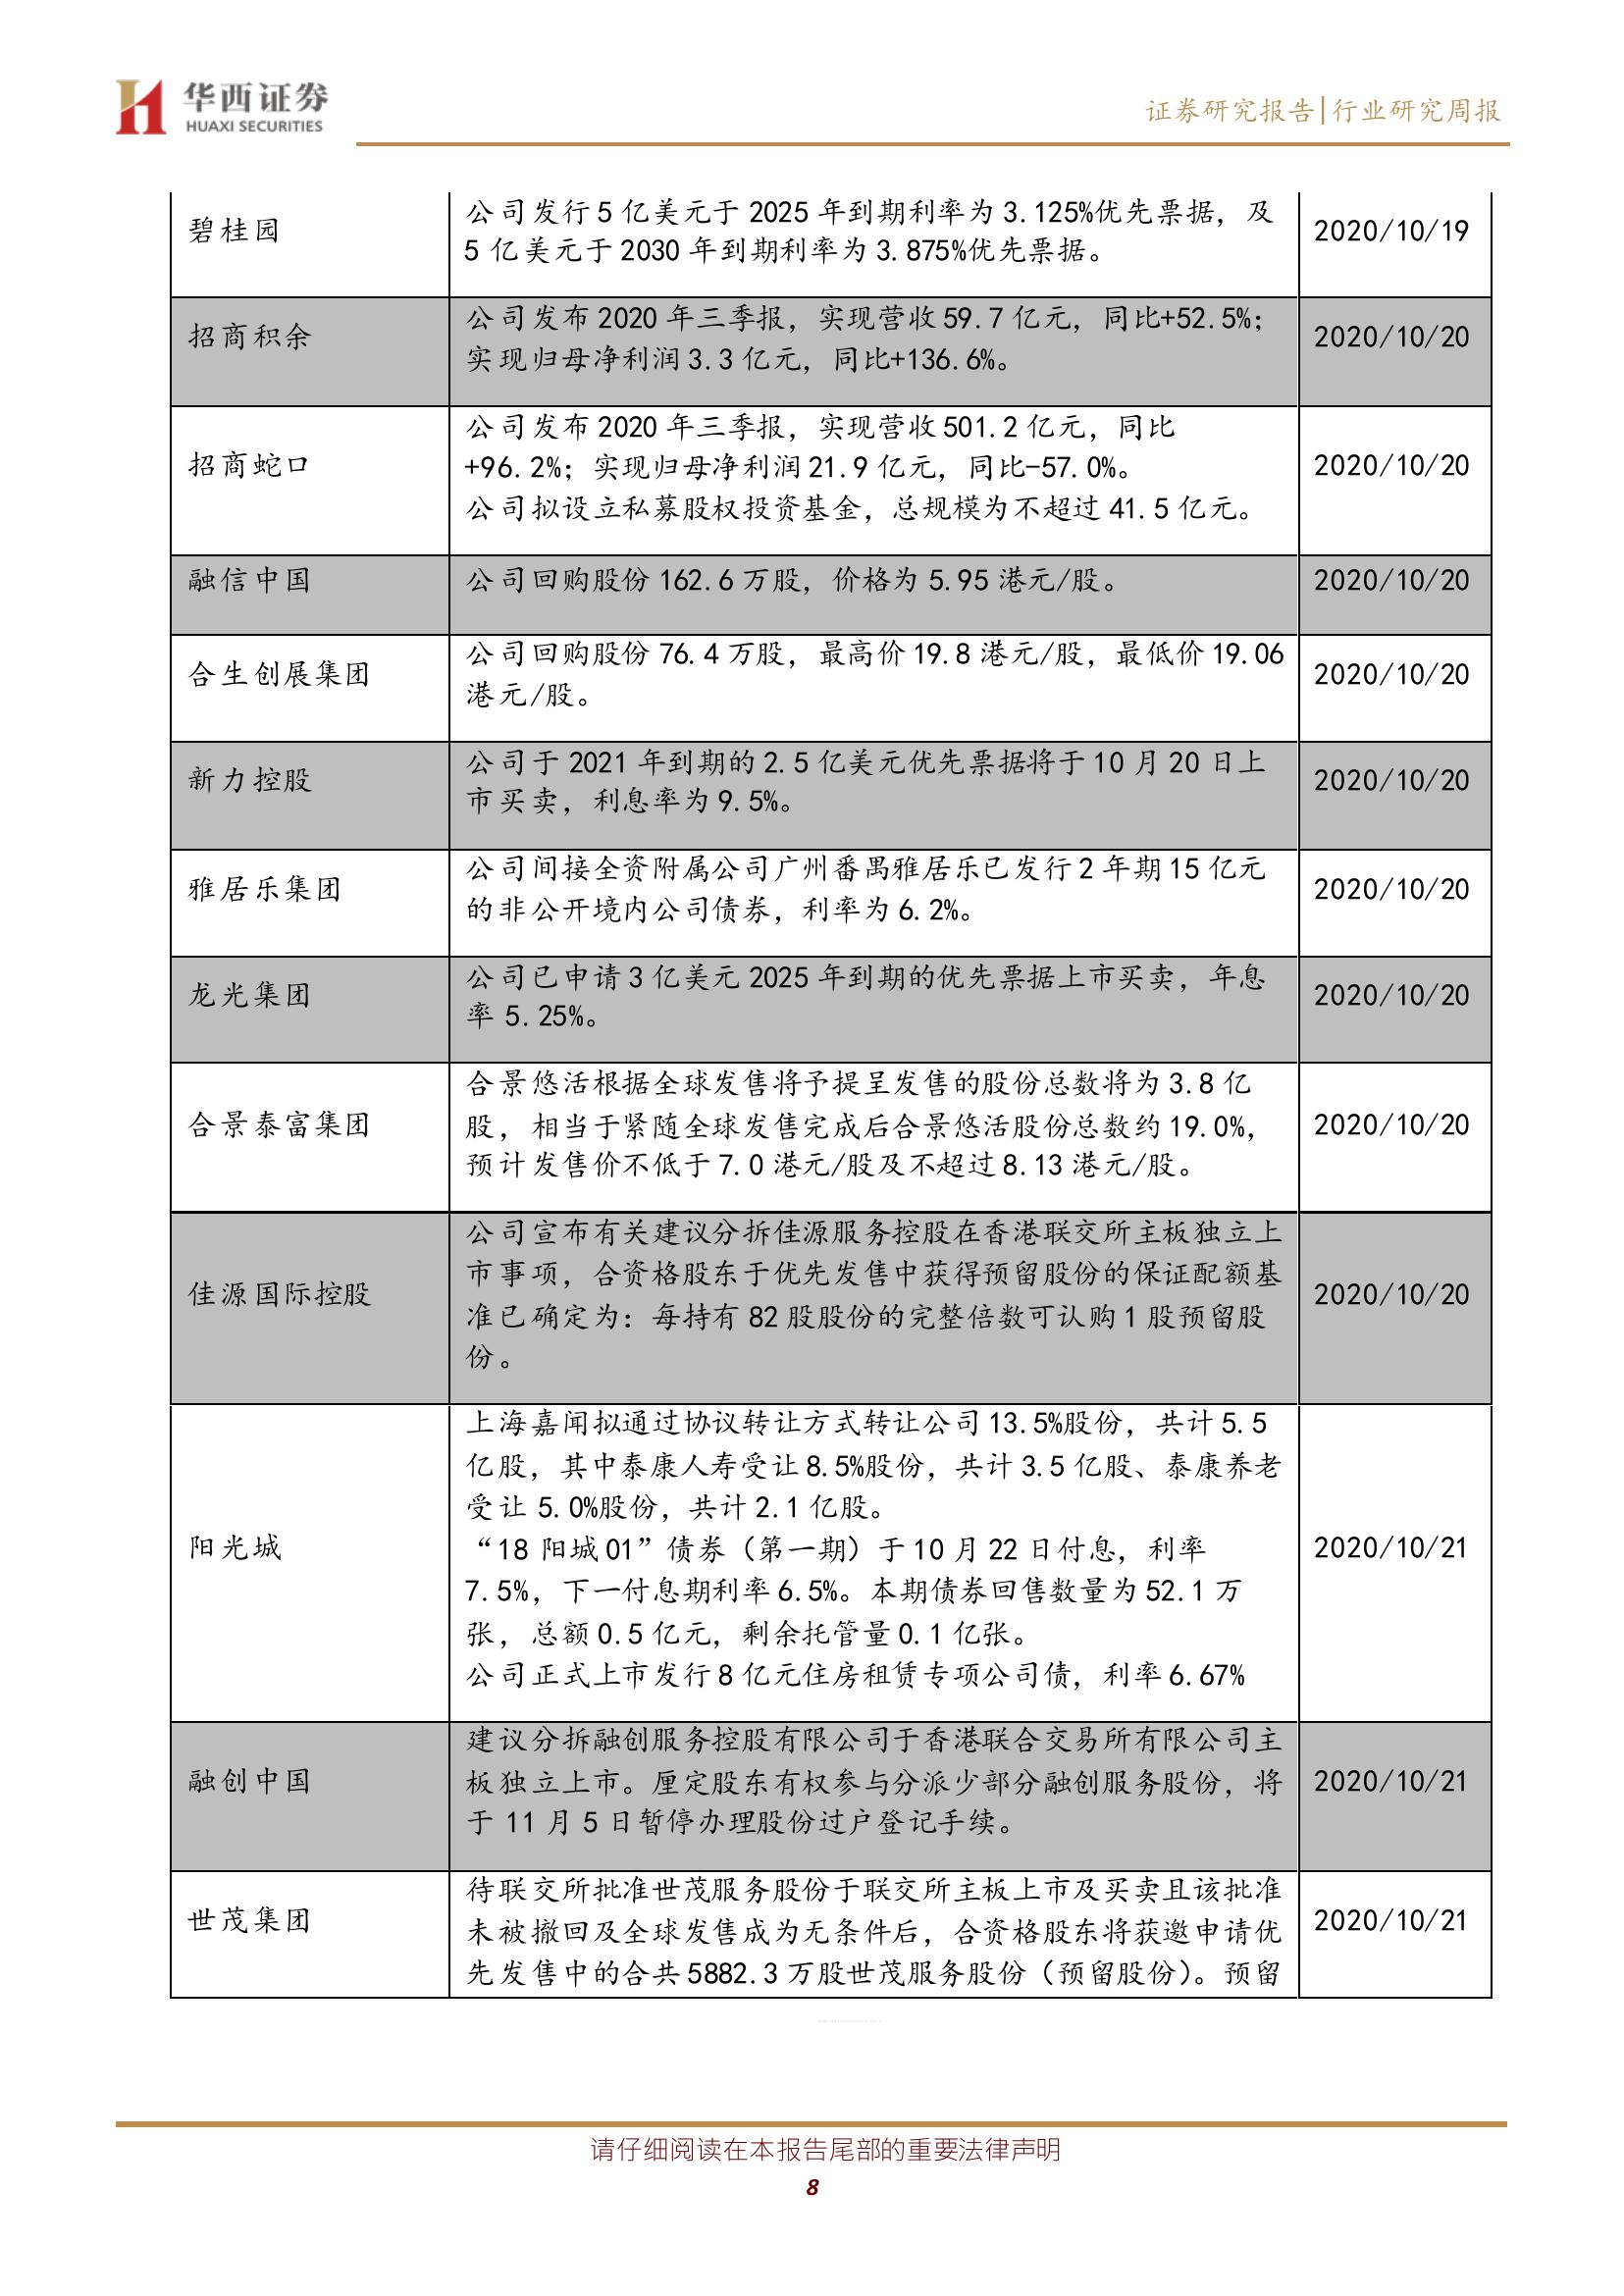 华西证券
HUAXI SECURITIES
证券研究报告|行业研究周报
碧桂园
公司发行5亿美元于2025年到期利率为3.125%优先票据，及
5亿美元于2030年到期利率为3.875%优先票据。
2020/10/19
招商积余
公司发布2020年三季报，实现营收59.7亿元，同比+52.5%；
实现归母净利润3.3亿元，同比+136.6%。
2020/10/20
招商蛇口
公司发布2020年三季报，实现营收501.2亿元，同比
+96.2%；实现归母净利润21.9亿元，同比-57.0%。
公司拟设立私募股权投资基金，总规模为不超过41.5亿元。
2020/10/20
融信中国
公司回购股份162.6万股，价格为5.95港元/股。
2020/10/20
合生创展集团
公司回购股份76.4万股，最高价19.8港元/股，最低价19.06
港元/股。
2020/10/20
新力控股
公司于2021年到期的2.5亿美元优先票据将于10月20日上
市买卖，利息率为9.5%。
2020/10/20
雅居乐集团
公司间接全资附属公司广州番禺雅居乐已发行2年期15亿元
的非公开境内公司债券，利率为6.2%。
2020/10/20
龙光集团
公司已申请3亿美元2025年到期的优先票据上市买卖，年息
率5.25%。
2020/10/20
合景泰富集团
合景悠活根据全球发售将予提呈发售的股份总数将为3.8亿
股，相当于紧随全球发售完成后合景悠活股份总数约19.0%，
预计发售价不低于7.0港元/股及不超过8.13港元/股。
2020/10/20
佳源国际控股
公司宣布有关建议分拆佳源服务控股在香港联交所主板独立上
市事项，合资格股东于优先发售中获得预留股份的保证配额基
准已确定为：每持有82股股份的完整倍数可认购1股预留股
份。
2020/10/20
阳光城
上海嘉闻拟通过协议转让方式转让公司13.5%股份，共计5.5
亿股，其中泰康人寿受让8.5%股份，共计3.5亿股、泰康养老
受让5.0%股份，共计2.1亿股。
“18阳城01”债券（第一期）于10月22日付息，利率
7.5%，下一付息期利率6.5%。本期债券回售数量为52.1万
张，总额0.5亿元，剩余托管量0.1亿张。
公司正式上市发行8亿元住房租赁专项公司债，利率6.67%
2020/10/21
融创中国
建议分拆融创服务控股有限公司于香港联合交易所有限公司主
板独立上市。厘定股东有权参与分派少部分融创服务股份，将
于11月5日暂停办理股份过户登记手续。
2020/10/21
世茂集团
待联交所批准世茂服务股份于联交所主板上市及买卖且该批准
未被撤回及全球发售成为无条件后，合资格股东将获邀申请优
先发售中的合共5882.3万股世茂服务股份（预留股份）。预留
2020/10/21
请仔细阅读在本报告尾部的重要法律声明
8